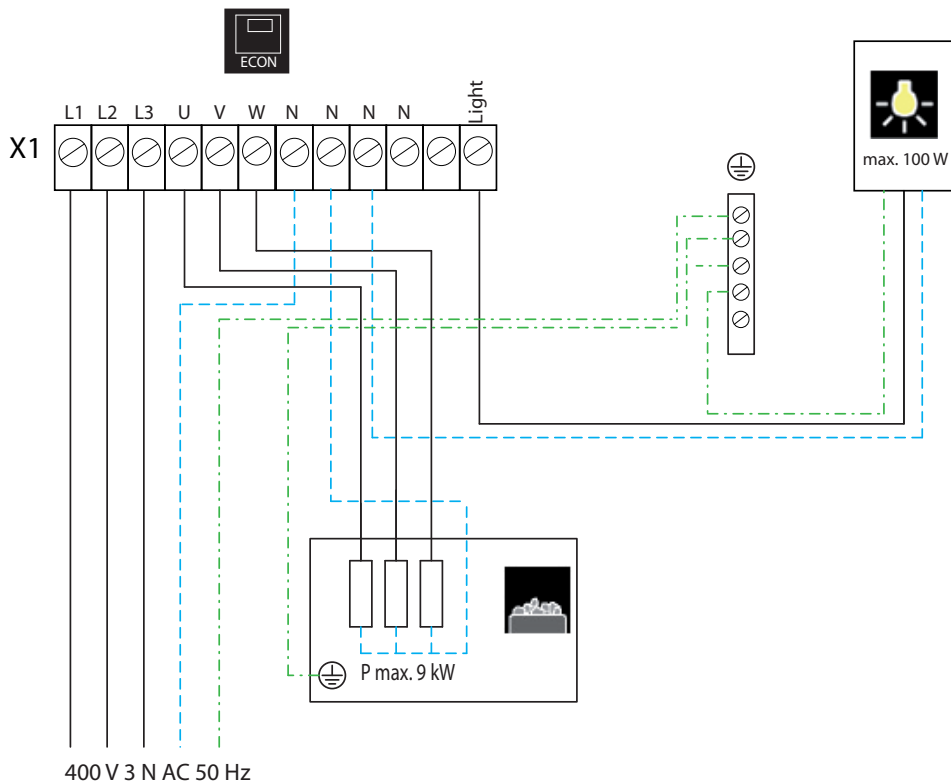 ECON
L1 L2 L3 U V W N N N N Light
X1
max. 100 W
P max. 9 kW
400 V 3 N AC 50 Hz